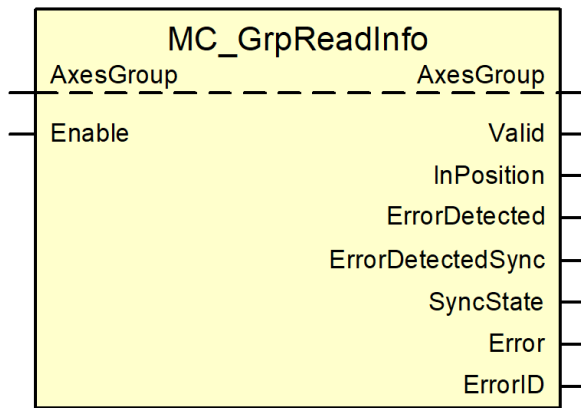 MC_GrpReadInfo
AxesGroup AxesGroup
Enable Valid
InPosition
ErrorDetected
ErrorDetectedSync
SyncState
Error
ErrorID